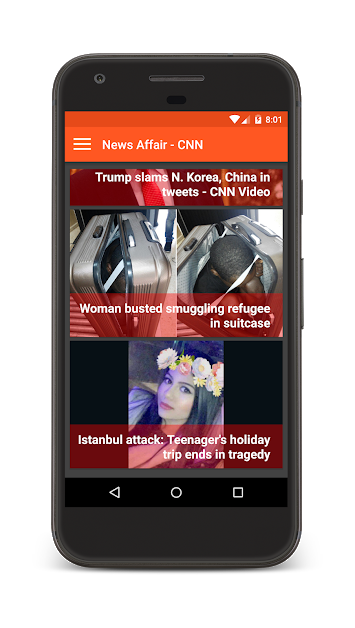 8:01
News Affair - CNN
Trump slams N. Korea, China in
tweets - CNN Video
Woman busted smuggling refugee
in suitcase
Istanbul attack: Teenager's holiday
trip ends in tragedy